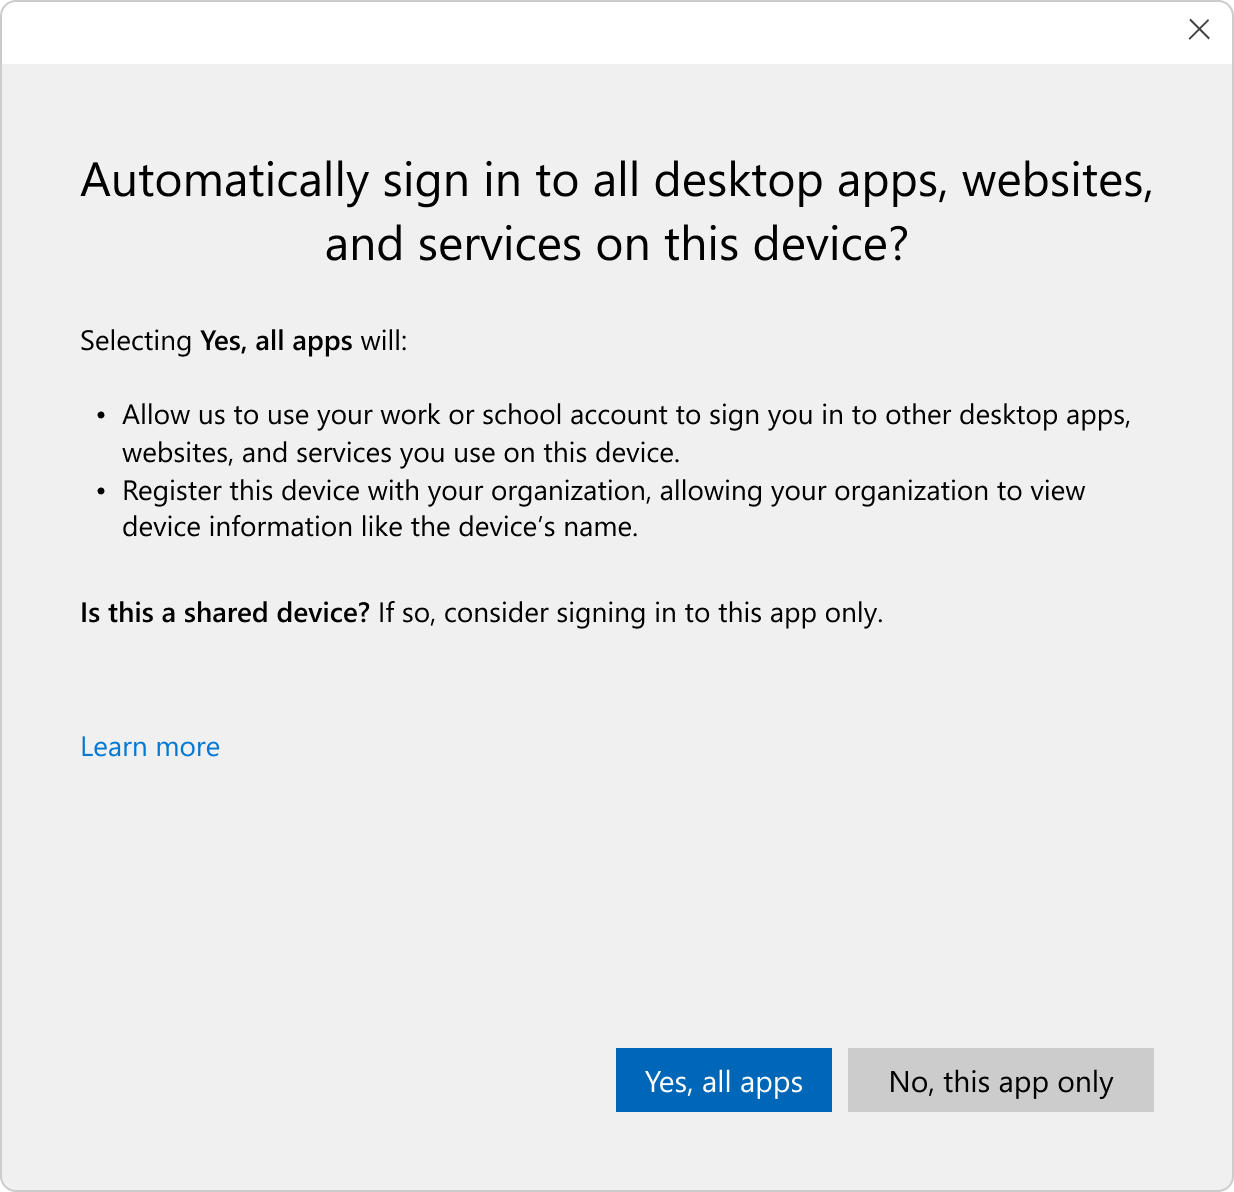 Automatically sign in to all desktop apps, websites,
and services on this device?
Selecting Yes, all apps will:
• Allow us to use your work or school account to sign you in to other desktop apps,
websites, and services you use on this device.
• Register this device with your organization, allowing your organization to view
device information like the device’s name.
Is this a shared device? If so, consider signing in to this app only.
Learn more
Yes, all apps
No, this app only